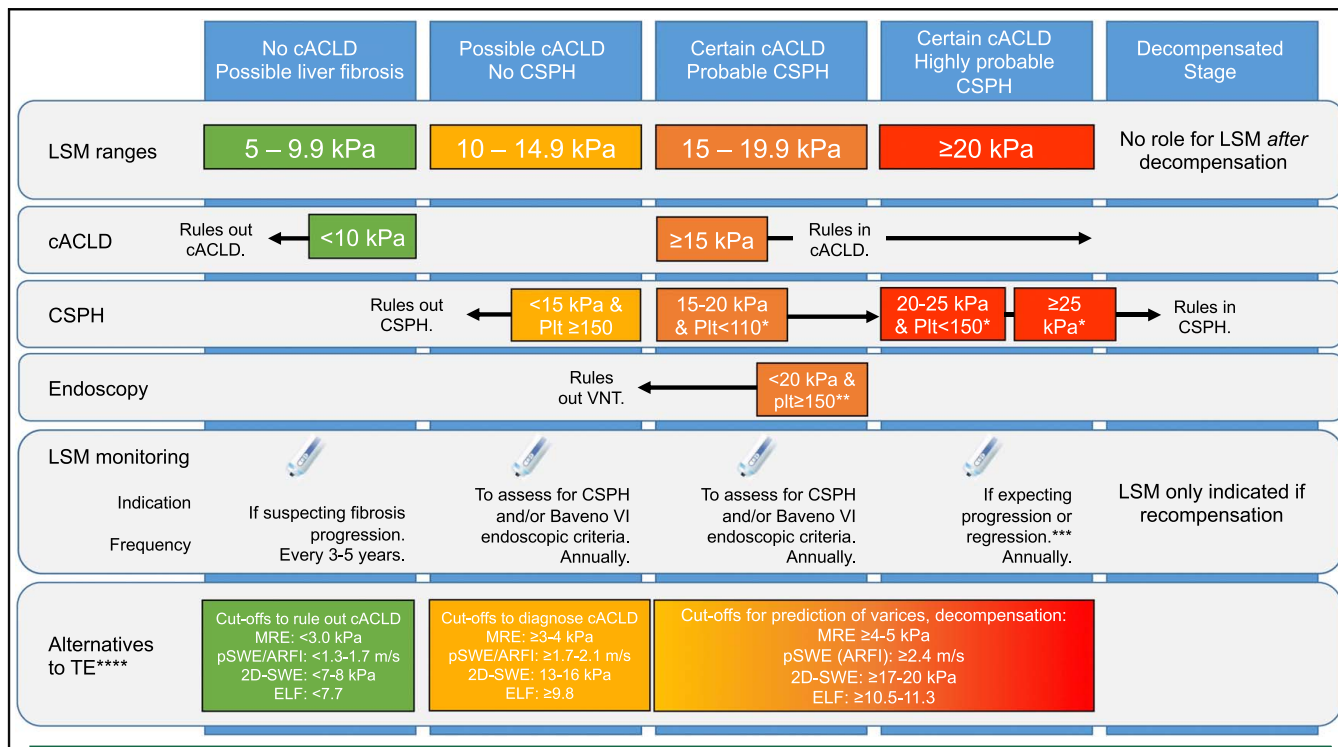 No cACLD
Possible liver fibrosis
Possible cACLD
No CSPH
Certain cACLD
Probable CSPH
Certain cACLD
Highly probable
CSPH
Decompensated
Stage
LSM ranges
5 – 9.9 kPa
10 – 14.9 kPa
15 – 19.9 kPa
≥20 kPa
No role for LSM after
decompensation
cACLD
Rules out
cACLD.
<10 kPa
≥15 kPa
Rules in
cACLD.
CSPH
Rules out
CSPH.
<15 kPa &
Plt ≥150
15-20 kPa
& Plt<110*
20-25 kPa
& Plt<150*
≥25
kPa*
Rules in
CSPH.
Endoscopy
Rules
out VNT.
<20 kPa &
plt≥150**
LSM monitoring
Indication
Frequency
If suspecting fibrosis
progression.
Every 3-5 years.
To assess for CSPH
and/or Baveno VI
endoscopic criteria.
Annually.
To assess for CSPH
and/or Baveno VI
endoscopic criteria.
Annually.
If expecting
progression or
regression.***
Annually.
LSM only indicated if
recompensation
Alternatives
to TE****
Cut-offs to rule out cACLD
MRE: <3.0 kPa
pSWE/ARFI: <1.3-1.7 m/s
2D-SWE: <7-8 kPa
ELF: <7.7
Cut-offs to diagnose cACLD
MRE: ≥3-4 kPa
pSWE/ARFI: ≥1.7-2.1 m/s
2D-SWE: 13-16 kPa
ELF: ≥9.8
Cut-offs for prediction of varices, decompensation:
MRE ≥4-5 kPa
pSWE (ARFI): ≥2.4 m/s
2D-SWE: ≥17-20 kPa
ELF: ≥10.5-11.3